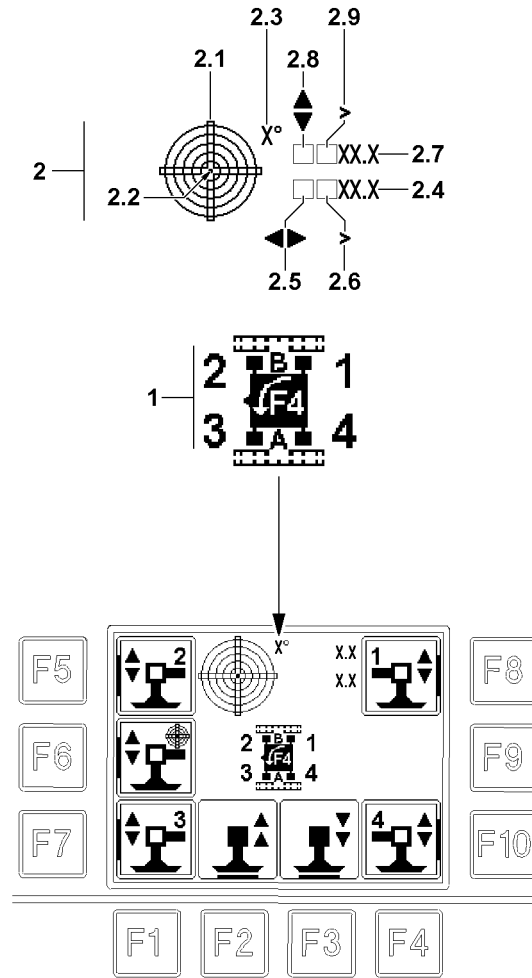 2.3 2.9
2.1 2.8
X° >
2 XX.X 2.7
2.2 XX.X 2.4
>
2.5 2.6
2 B 1
1 F4
3 A 4
F5 2 X° X.X 1 F8
X.X
F6 2 B 1 F9
F4
3 A 4
F7 3 4 F10
F1 F2 F3 F4